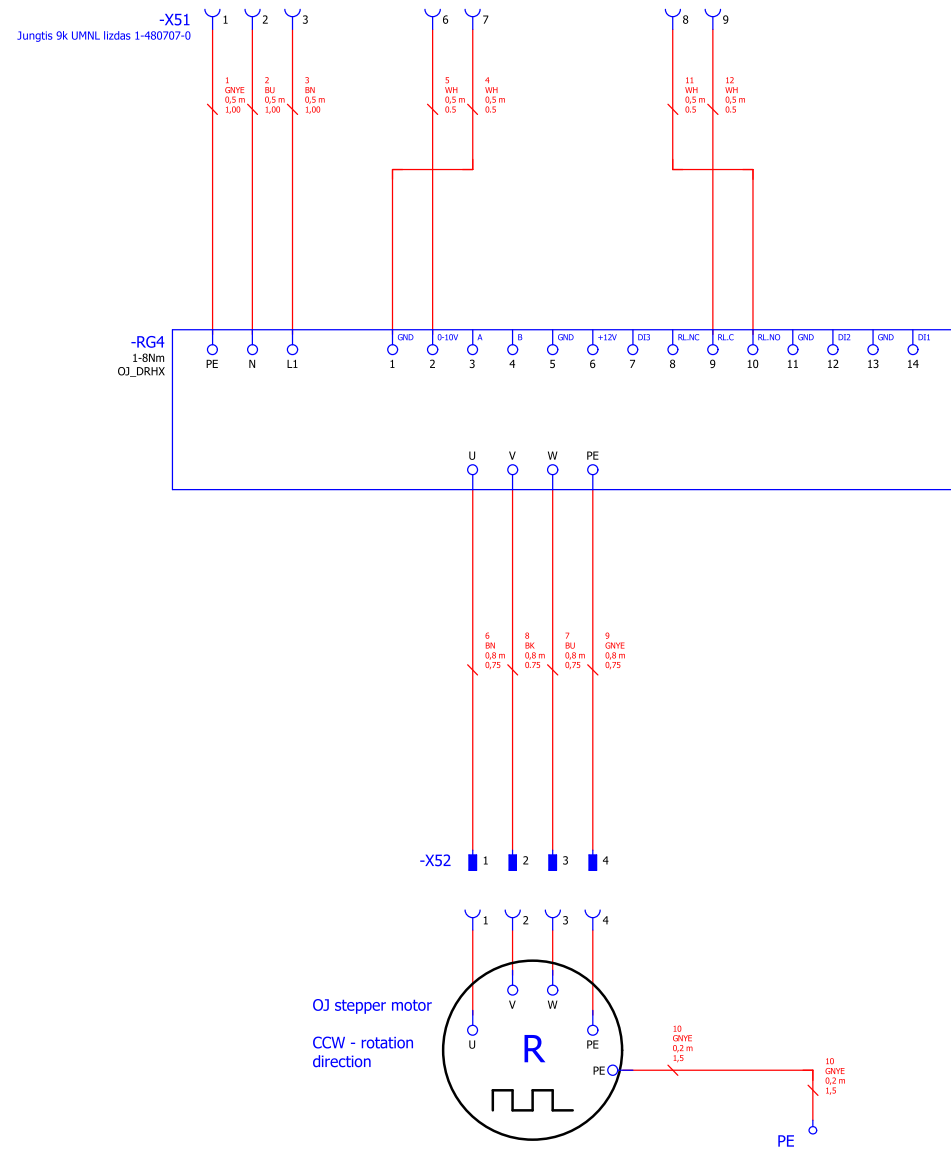 -X51
1
2
3
6
7
8
9
Jungtis 9k UMNL lizdas 1-480707-0
1
GNYE
0,5 m
1,00
2
BU
0,5 m
1,00
3
BN
0,5 m
1,00
5
WH
0,5 m
0.5
4
WH
0,5 m
0.5
11
WH
0,5 m
0.5
12
WH
0,5 m
0.5
-RG4
1-8Nm
OJ_DRHX
GND
0-10V
A
B
GND
+12V
DI3
RL.NC
RL.C
RL.NO
GND
DI2
GND
DI1
PE
N
L1
1
2
3
4
5
6
7
8
9
10
11
12
13
14
U
V
W
PE
6
BN
0,8 m
0,75
8
BK
0,8 m
0.75
7
BU
0,8 m
0,75
9
GNYE
0,8 m
0.75
-X52
1
2
3
4
1
2
3
4
OJ stepper motor
CCW - rotation
direction
V
W
U
PE
R
PE
10
GNYE
0,2 m
1,5
10
GNYE
0,2 m
1,5
PE